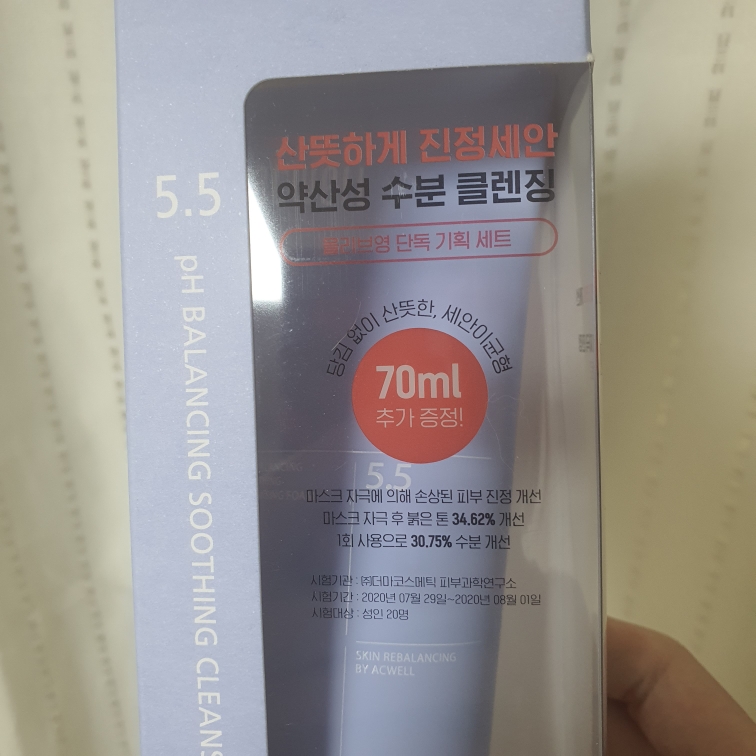 산뜻하게 진정세안
약산성 수분 클렌징
올리브영 단독 기획 세트
당김 없이 산뜻한, 세안이균형
70ml
추가 증정!
5.5
마스크 자극에 의해 손상된 피부 진정 개선
마스크 자극 후 붉은 톤 34.62% 개선
1회 사용으로 30.75% 수분 개선
시험기관 : ㈜더마코스메틱 피부과학연구소
시험기간 : 2020년 07월 29일~2020년 08월 01일
시험대상 : 성인 20명
SKIN REBALANCING
BY ACWELL
5.5
pH BALANCING SOOTHING CLEANS